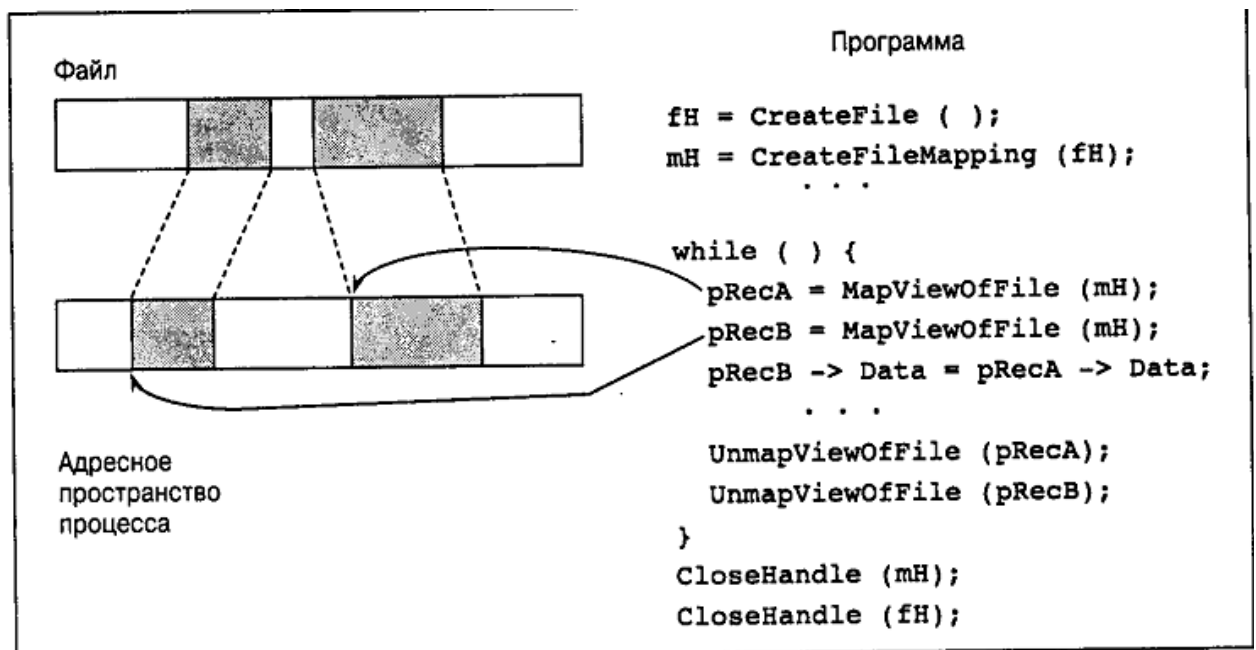 Файл
Адресное
пространство
процесса
Программа
fH = CreateFile ( );
mH = CreateFileMapping (fH);
. . .
while ( ) {
pRecA = MapViewOfFile (mH);
pRecB = MapViewOfFile (mH);
pRecB -> Data = pRecA -> Data;
. . .
UnmapViewOfFile (pRecA);
UnmapViewOfFile (pRecB);
}
CloseHandle (mH);
CloseHandle (fH);